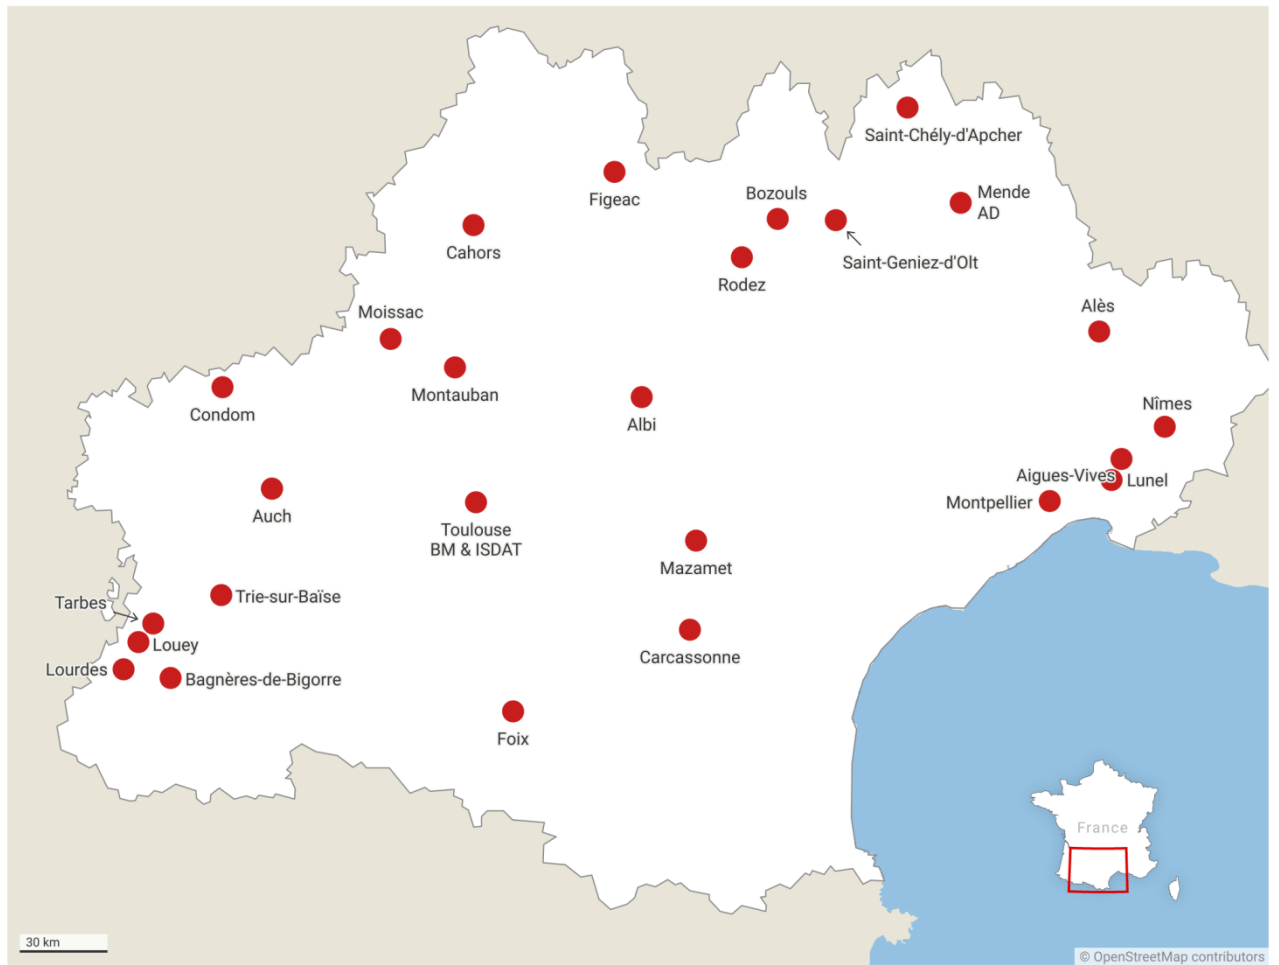 Saint-Chély-d'Apcher
Figeac
Bozouls
Mende
AD
Cahors
Saint-Geniez-d'Olt
Rodez
Moissac
Alès
Montauban
Condom
Albi
Nîmes
Aigues-Vives
Lunel
Montpellier
Auch
Toulouse
BM & ISDAT
Mazamet
Trie-sur-Baïse
Tarbes
Louey
Carcassonne
Lourdes
Bagnères-de-Bigorre
Foix
France
30 km
© OpenStreetMap contributors